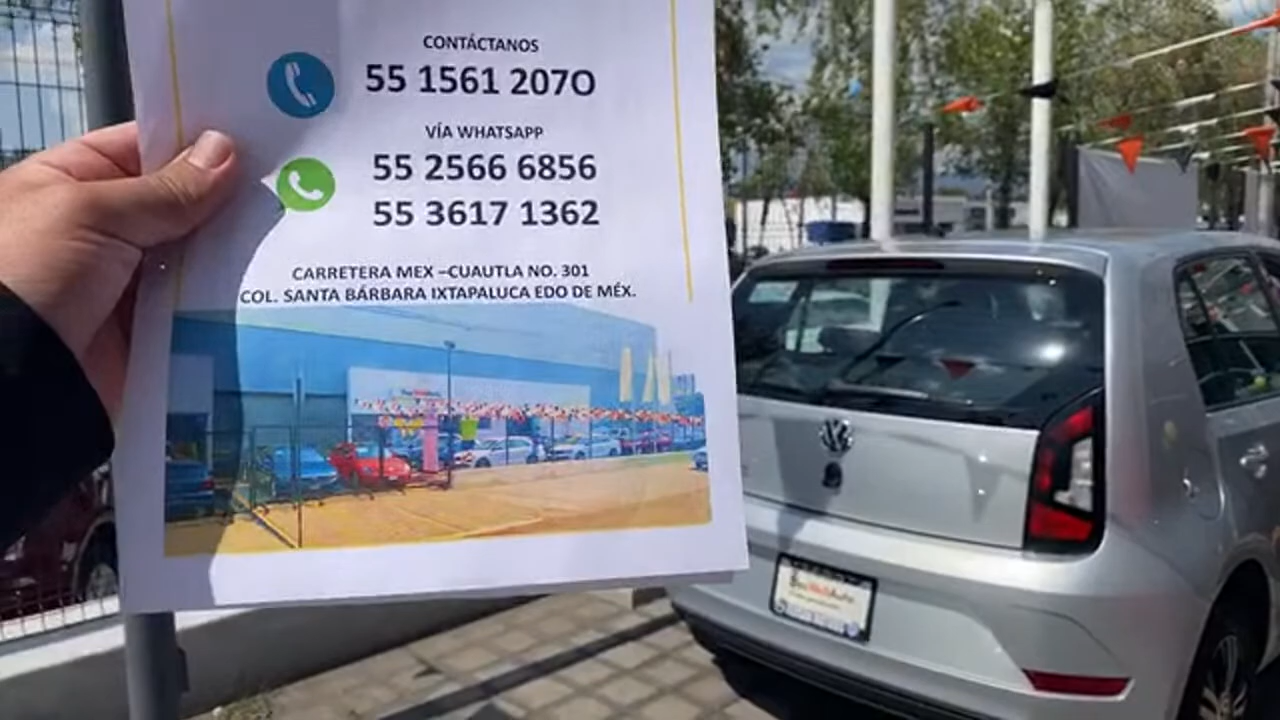 CONTÁCTANOS
55 1561 2070
VÍA WHATSAPP
55 2566 6856
55 3617 1362
CARRETERA MEX –CUAUTLA NO. 301
COL. SANTA BÁRBARA IXTAPALUCA EDO DE MÉX.